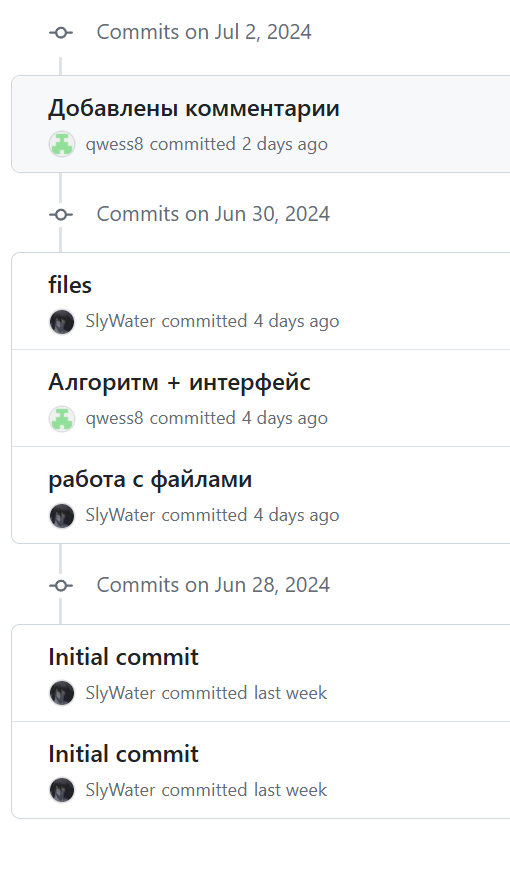 Commits on Jul 2, 2024
Добавлены комментарии
qwess8 committed 2 days ago
Commits on Jun 30, 2024
files
SlyWater committed 4 days ago
Алгоритм + интерфейс
qwess8 committed 4 days ago
работа с файлами
SlyWater committed 4 days ago
Commits on Jun 28, 2024
Initial commit
SlyWater committed last week
Initial commit
SlyWater committed last week